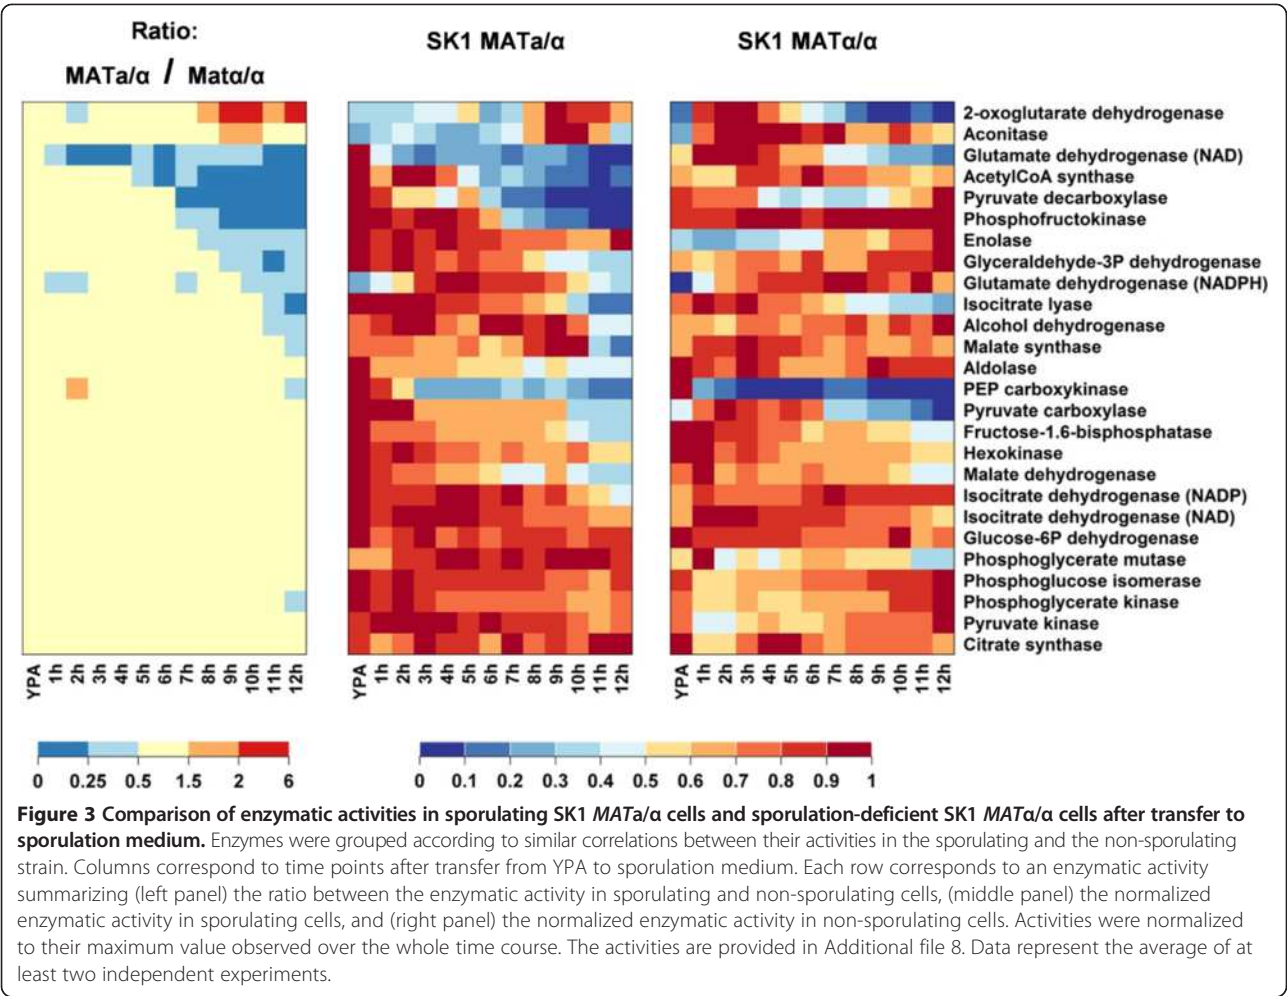 Ratio:
MATa/α / Matα/α
SK1 MATa/α
SK1 MATα/α
2-oxoglutarate dehydrogenase
Aconitase
Glutamate dehydrogenase (NAD)
AcetylCoA synthase
Pyruvate decarboxylase
Phosphofructokinase
Enolase
Glyceraldehyde-3P dehydrogenase
Glutamate dehydrogenase (NADPH)
Isocitrate lyase
Alcohol dehydrogenase
Malate synthase
Aldolase
PEP carboxykinase
Pyruvate carboxylase
Fructose-1.6-bisphosphatase
Hexokinase
Malate dehydrogenase
Isocitrate dehydrogenase (NADP)
Isocitrate dehydrogenase (NAD)
Glucose-6P dehydrogenase
Phosphoglycerate mutase
Phosphoglucose isomerase
Phosphoglycerate kinase
Pyruvate kinase
Citrate synthase
YPA 1h 2h 3h 4h 5h 6h 7h 8h 9h 10h 11h 12h
YPA 1h 2h 3h 4h 5h 6h 7h 8h 9h 10h 11h 12h
YPA 1h 2h 3h 4h 5h 6h 7h 8h 9h 10h 11h 12h
0 0.25 0.5 1.5 2 6
0 0.1 0.2 0.3 0.4 0.5 0.6 0.7 0.8 0.9 1
Figure 3 Comparison of enzymatic activities in sporulating SK1 MATa/α cells and sporulation-deficient SK1 MATα/α cells after transfer to
sporulation medium. Enzymes were grouped according to similar correlations between their activities in the sporulating and the non-sporulating
strain. Columns correspond to time points after transfer from YPA to sporulation medium. Each row corresponds to an enzymatic activity
summarizing (left panel) the ratio between the enzymatic activity in sporulating and non-sporulating cells, (middle panel) the normalized
enzymatic activity in sporulating cells, and (right panel) the normalized enzymatic activity in non-sporulating cells. Activities were normalized
to their maximum value observed over the whole time course. The activities are provided in Additional file 8. Data represent the average of at
least two independent experiments.